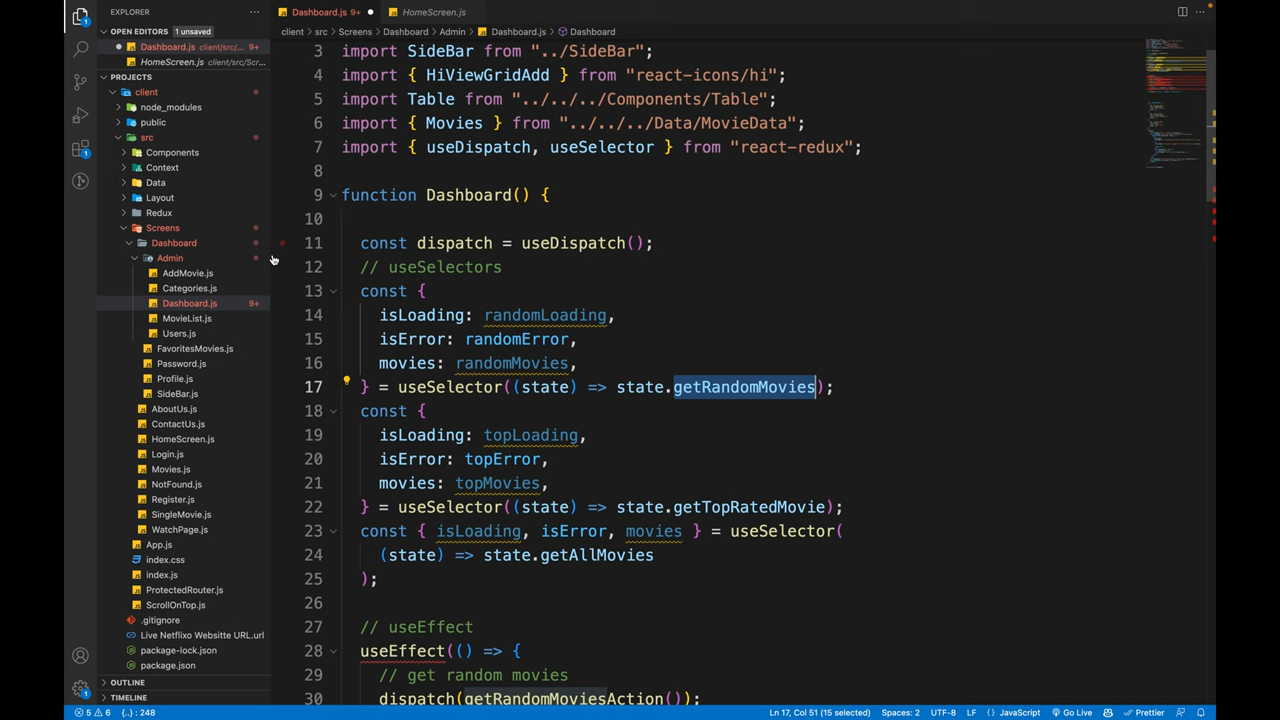 EXPLORER
Dashboard.js 9+
HomeScreen.js
OPEN EDITORS 1 unsaved
client > src > Screens > Dashboard > Admin > Dashboard.js > Dashboard
Dashboard.js client/src/... 9+
HomeScreen.js client/src/Scr...
PROJECTS
client
node_modules
public
src
Components
Context
Data
Layout
Redux
Screens
Dashboard
Admin
AddMovie.js
Categories.js
Dashboard.js 9+
MovieList.js
Users.js
FavoritesMovies.js
Password.js
Profile.js
SideBar.js
AboutUs.js
ContactUs.js
HomeScreen.js
Login.js
Movies.js
NotFound.js
Register.js
SingleMovie.js
WatchPage.js
App.js
index.css
index.js
ProtectedRouter.js
ScrollOnTop.js
.gitignore
Live Netflixo Websitte URL.url
package-lock.json
package.json
OUTLINE
TIMELINE
3 import SideBar from "../SideBar";
4 import { HiViewGridAdd } from "react-icons/hi";
5 import Table from "../../../Components/Table";
6 import { Movies } from "../../../Data/MovieData";
7 import { useDispatch, useSelector } from "react-redux";
8
9 function Dashboard() {
10
11 const dispatch = useDispatch();
12 // useSelectors
13 const {
14 isLoading: randomLoading,
15 isError: randomError,
16 movies: randomMovies,
17 } = useSelector((state) => state.getRandomMovies);
18 const {
19 isLoading: topLoading,
20 isError: topError,
21 movies: topMovies,
22 } = useSelector((state) => state.getTopRatedMovie);
23 const { isLoading, isError, movies } = useSelector(
24 (state) => state.getAllMovies
25 );
26
27 // useEffect
28 useEffect(() => {
29 // get random movies
30 dispatch(getRandomMoviesAction());
5 6 {..} : 248
Ln 17, Col 51 (15 selected) Spaces: 2 UTF-8 LF {} JavaScript Go Live Prettier